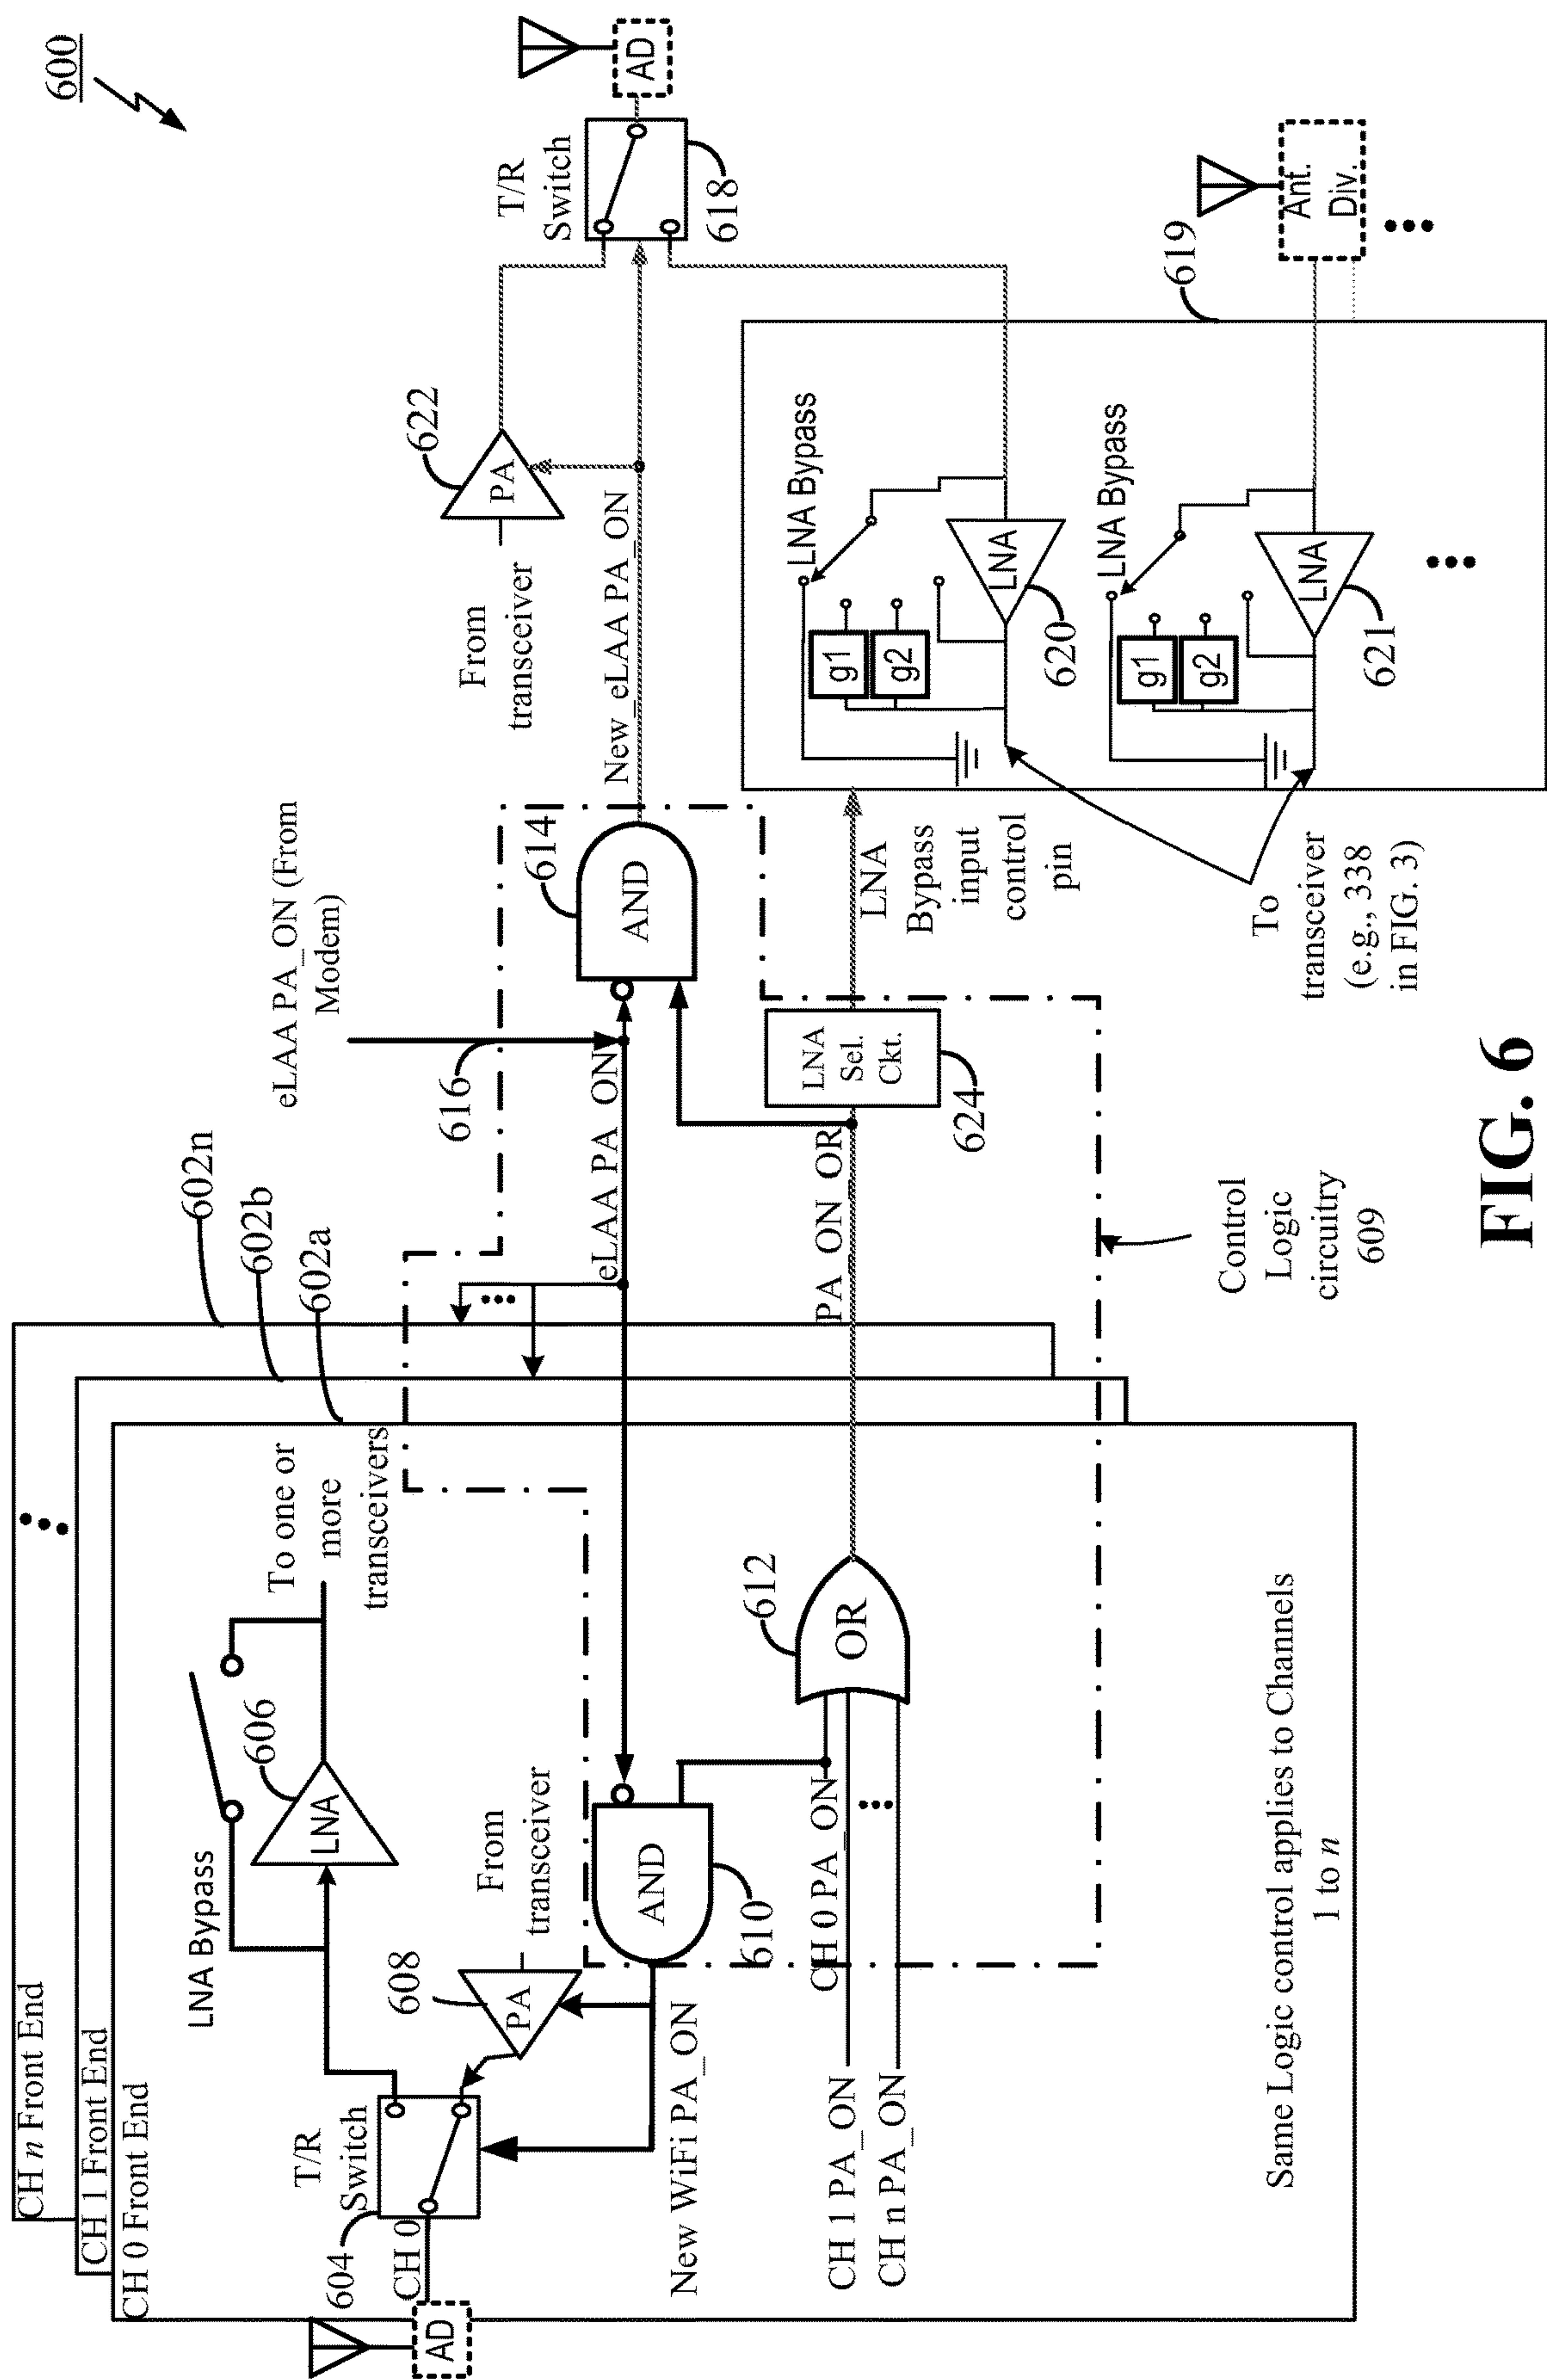 600
CH n Front End
CH 1 Front End
CH 0 Front End
602n
602b
602a
LNA Bypass
606
LNA
To one or
more
transceivers
T/R
Switch
604
CH 0
AD
608
PA
From
transceiver
New WiFi PA_ON
AND
610
CH 0 PA_ON
CH 1 PA_ON
CH n PA_ON
612
OR
Same Logic control applies to Channels
1 to n
eLAA PA_ON (From
Modem)
616
eLAA PA_ON
614
AND
PA_ON_OR
LNA
Sel.
Ckt.
624
Control
Logic
circuitry
609
New_eLAA PA_ON
From
transceiver
622
PA
T/R
Switch
618
AD
LNA
Bypass
input
control
pin
619
LNA Bypass
g1
g2
LNA
620
LNA Bypass
g1
g2
LNA
621
Ant.
Div.
To
transceiver
(e.g., 338
in FIG. 3)
FIG. 6